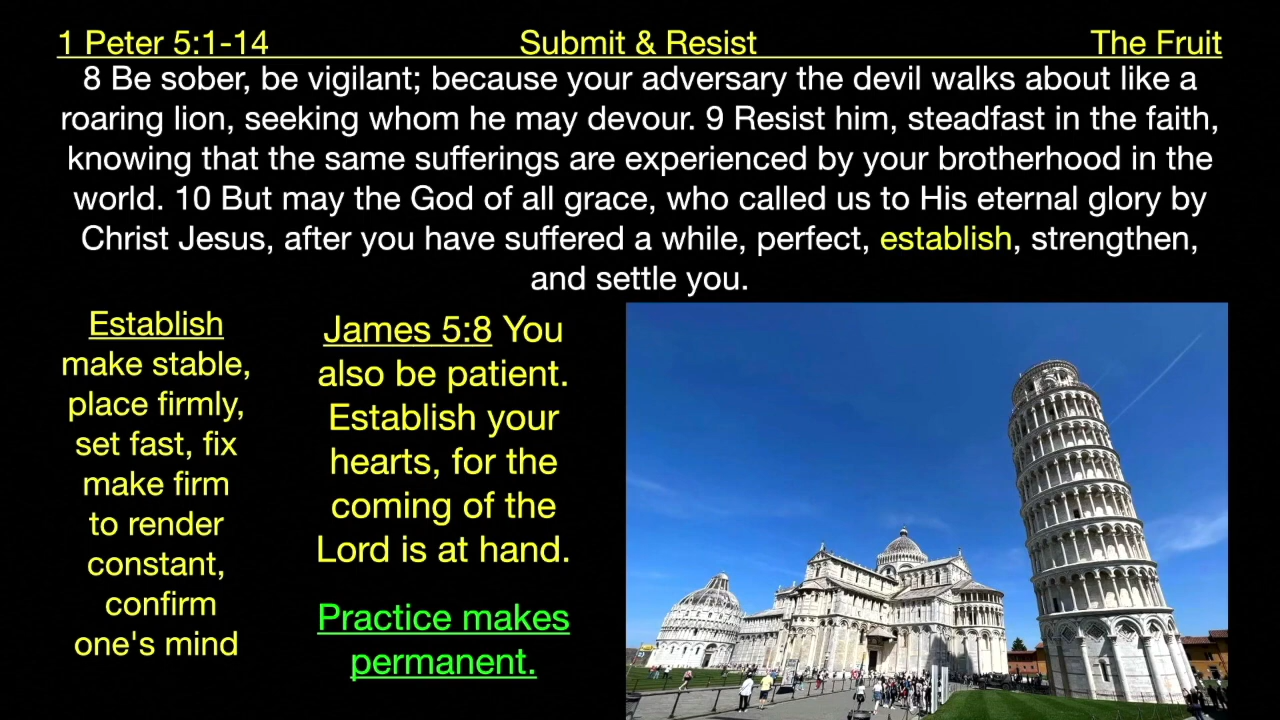 1 Peter 5:1-14 Submit & Resist The Fruit
8 Be sober, be vigilant; because your adversary the devil walks about like a
roaring lion, seeking whom he may devour. 9 Resist him, steadfast in the faith,
knowing that the same sufferings are experienced by your brotherhood in the
world. 10 But may the God of all grace, who called us to His eternal glory by
Christ Jesus, after you have suffered a while, perfect, establish, strengthen,
and settle you.
Establish
make stable,
place firmly,
set fast, fix
make firm
to render
constant,
confirm
one's mind
James 5:8 You
also be patient.
Establish your
hearts, for the
coming of the
Lord is at hand.
Practice makes
permanent.